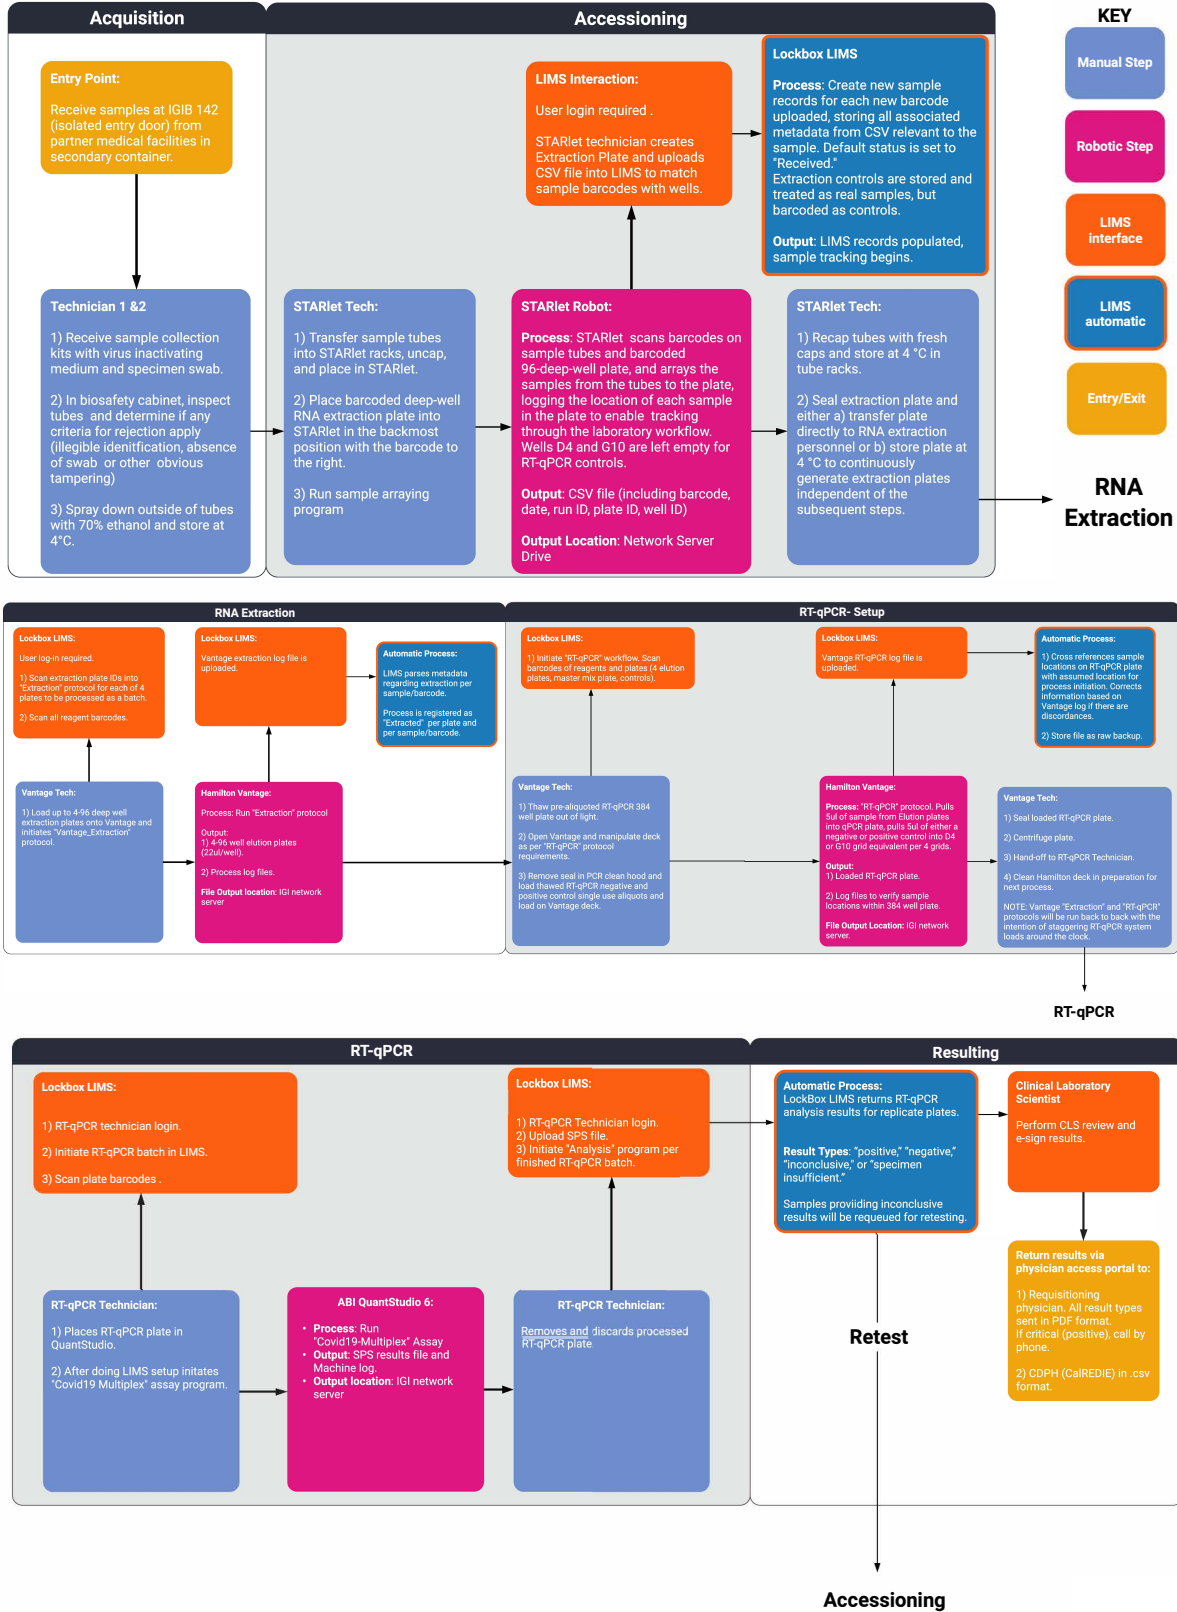 Acquisition
Accessioning
KEY
Manual Step
Robotic Step
LIMS
interface
LIMS
automatic
Entry/Exit
Entry Point:
Receive samples at IGIB 142
(isolated entry door) from
partner medical facilities in
secondary container.
LIMS Interaction:
User login required .
STARlet technician creates
Extraction Plate and uploads
CSV file into LIMS to match
sample barcodes with wells.
Lockbox LIMS
Process: Create new sample
records for each new barcode
uploaded, storing all associated
metadata from CSV relevant to the
sample. Default status is set to
"Received."
Extraction controls are stored and
treated as real samples, but
barcoded as controls.
Output: LIMS records populated,
sample tracking begins.
Technician 1 &2
1) Receive sample collection
kits with virus inactivating
medium and specimen swab.
2) In biosafety cabinet, inspect
tubes and determine if any
criteria for rejection apply
(illegible idenitfication, absence
of swab or other obvious
tampering)
3) Spray down outside of tubes
with 70% ethanol and store at
4°C.
STARlet Tech:
1) Transfer sample tubes
into STARlet racks, uncap,
and place in STARlet.
2) Place barcoded deep-well
RNA extraction plate into
STARlet in the backmost
position with the barcode to
the right.
3) Run sample arraying
program
STARlet Robot:
Process: STARlet scans barcodes on
sample tubes and barcoded
96-deep-well plate, and arrays the
samples from the tubes to the plate,
logging the location of each sample
in the plate to enable tracking
through the laboratory workflow.
Wells D4 and G10 are left empty for
RT-qPCR controls.
Output: CSV file (including barcode,
date, run ID, plate ID, well ID)
Output Location: Network Server
Drive
STARlet Tech:
1) Recap tubes with fresh
caps and store at 4 °C in
tube racks.
2) Seal extraction plate and
either a) transfer plate
directly to RNA extraction
personnel or b) store plate at
4 °C to continuously
generate extraction plates
independent of the
subsequent steps.
RNA
Extraction
RNA Extraction
RT-qPCR- Setup
Lockbox LIMS:
User log-in required.
1) Scan extraction plate IDs into
"Extraction" protocol for each of 4
plates to be processed as a batch.
2) Scan all reagent barcodes.
Lockbox LIMS:
Vantage extraction log file is
uploaded.
Automatic Process:
LIMS parses metadata
regarding extraction per
sample/barcode.
Process is registered as
"Extracted" per plate and
per sample/barcode.
Lockbox LIMS:
1) Initiate "RT-qPCR" workflow. Scan
barcodes of reagents and plates (4 elution
plates, master mix plate, controls).
Lockbox LIMS:
Vantage RT-qPCR log file is
uploaded.
Automatic Process:
1) Cross references sample
locations on RT-qPCR plate
with assumed location for
process initiation. Corrects
information based on
Vantage log if there are
discordances.
2) Store file as raw backup.
Vantage Tech:
1) Load up to 4-96 deep well
extraction plates onto Vantage and
initiates "Vantage_Extraction"
protocol.
Hamilton Vantage:
Process: Run "Extraction" protocol
Output:
1) 4-96 well elution plates
(22ul/well).
2) Process log files.
File Output location: IGI network
server
Vantage Tech:
1) Thaw pre-aliquoted RT-qPCR 384
well plate out of light.
2) Open Vantage and manipulate deck
as per "RT-qPCR" protocol
requirements.
3) Remove seal in PCR clean hood and
load thawed RT-qPCR negative and
positive control single use aliquots and
load on Vantage deck.
Hamilton Vantage:
Process: "RT-qPCR" protocol. Pulls
5ul of sample from Elution plates
into qPCR plate, pulls 5ul of either a
negative or positive control into D4
or G10 grid equivalent per 4 grids.
Output:
1) Loaded RT-qPCR plate.
2) Log files to verify sample
locations within 384 well plate.
File Output Location: IGI network
server.
Vantage Tech:
1) Seal loaded RT-qPCR plate.
2) Centrifuge plate.
3) Hand-off to RT-qPCR Technician.
4) Clean Hamilton deck in preparation for
next process.
NOTE: Vantage "Extraction" and "RT-qPCR"
protocols will be run back to back with the
intention of staggering RT-qPCR system
loads around the clock.
RT-qPCR
RT-qPCR
Resulting
Lockbox LIMS:
1) RT-qPCR technician login.
2) Initiate RT-qPCR batch in LIMS.
3) Scan plate barcodes .
Lockbox LIMS:
1) RT-qPCR Technician login.
2) Upload SPS file.
3) Initiate "Analysis" program per
finished RT-qPCR batch.
Automatic Process:
LockBox LIMS returns RT-qPCR
analysis results for replicate plates.
Result Types: "positive," "negative,"
"inconclusive," or "specimen
insufficient."
Samples proviiding inconclusive
results will be requeued for retesting.
Clinical Laboratory
Scientist
Perform CLS review and
e-sign results.
RT-qPCR Technician:
1) Places RT-qPCR plate in
QuantStudio.
2) After doing LIMS setup initates
"Covid19 Multiplex" assay program.
ABI QuantStudio 6:
• Process: Run
"Covid19-Multiplex" Assay
• Output: SPS results file and
Machine log.
• Output location: IGI network
server
RT-qPCR Technician:
Removes and discards processed
RT-qPCR plate.
Return results via
physician access portal to:
1) Requisitioning
physician. All result types
sent in PDF format.
If critical (positive), call by
phone.
2) CDPH (CalREDIE) in .csv
format.
Retest
Accessioning